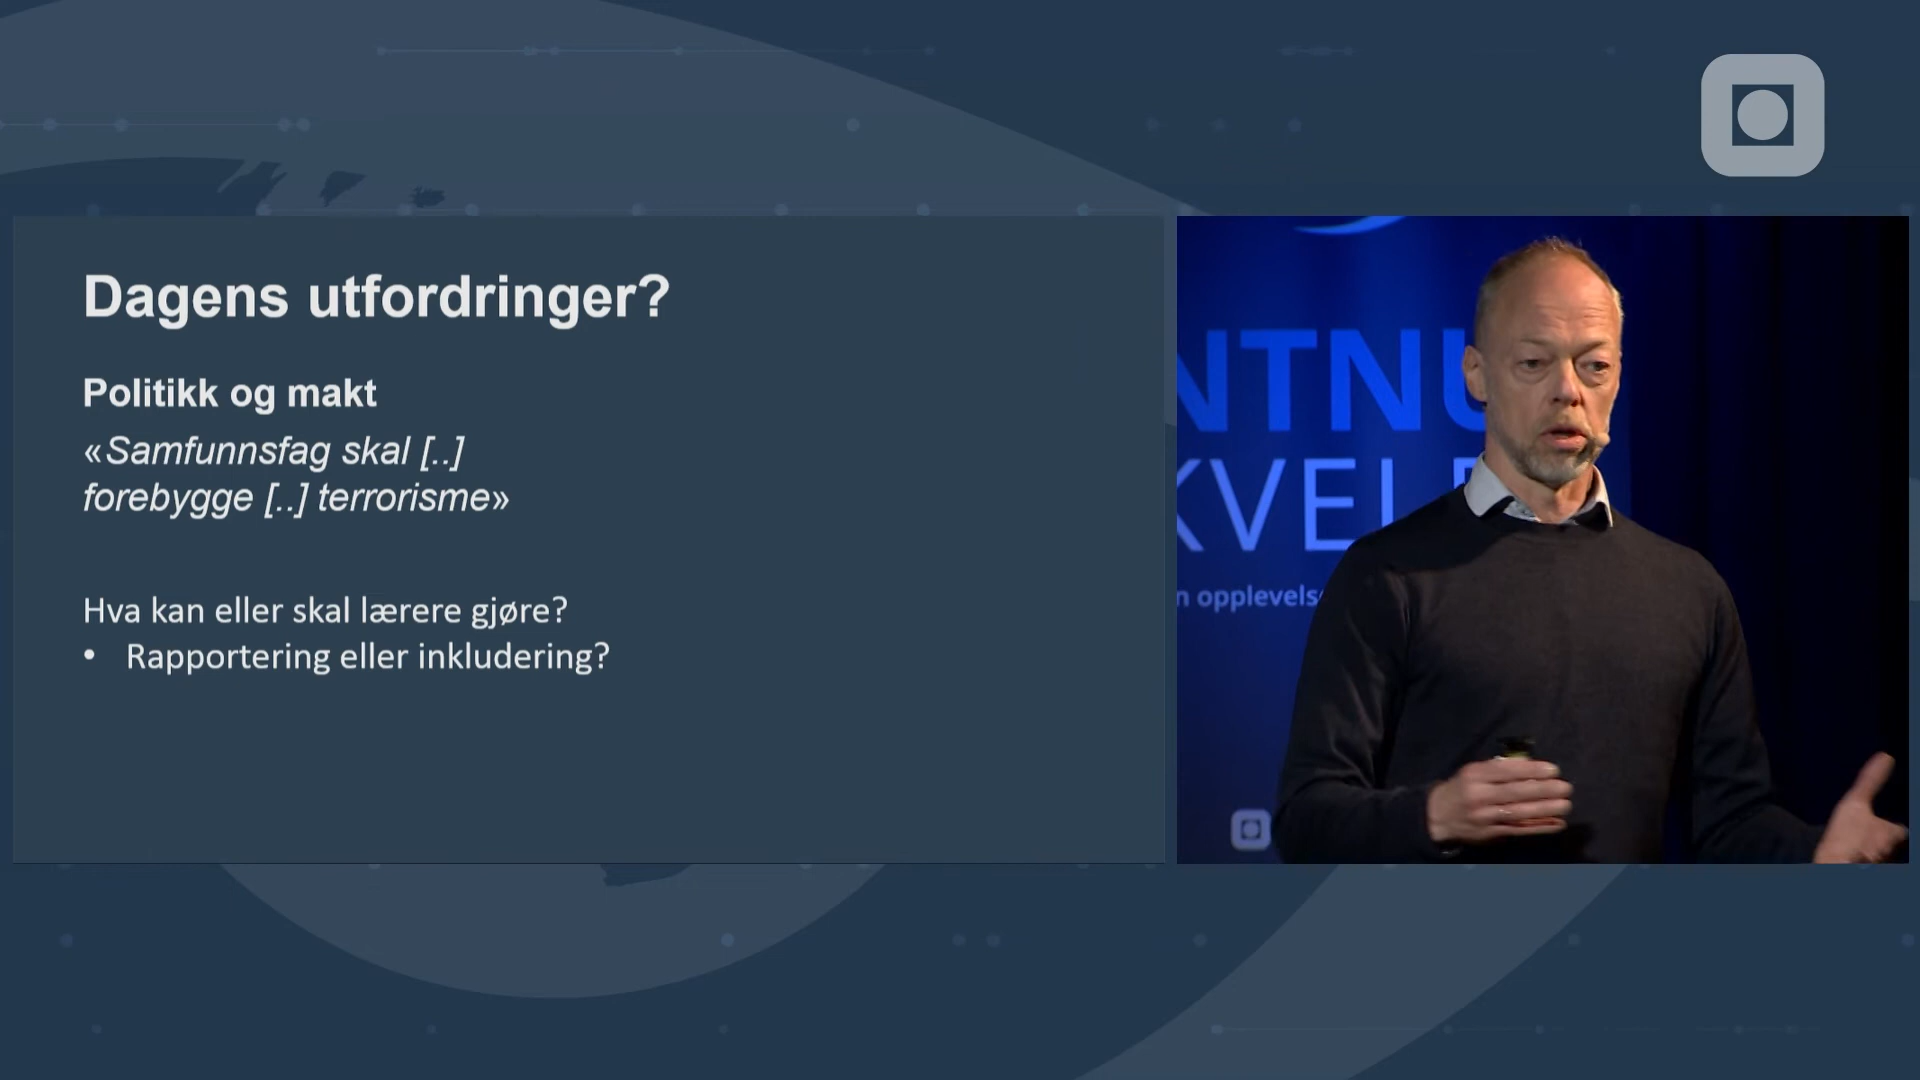 Dagens utfordringer?
Politikk og makt
«Samfunnsfag skal [..]
forebygge [..] terrorisme»
Hva kan eller skal lærere gjøre?
• Rapportering eller inkludering?
NTNU
KVEL
n opplevels